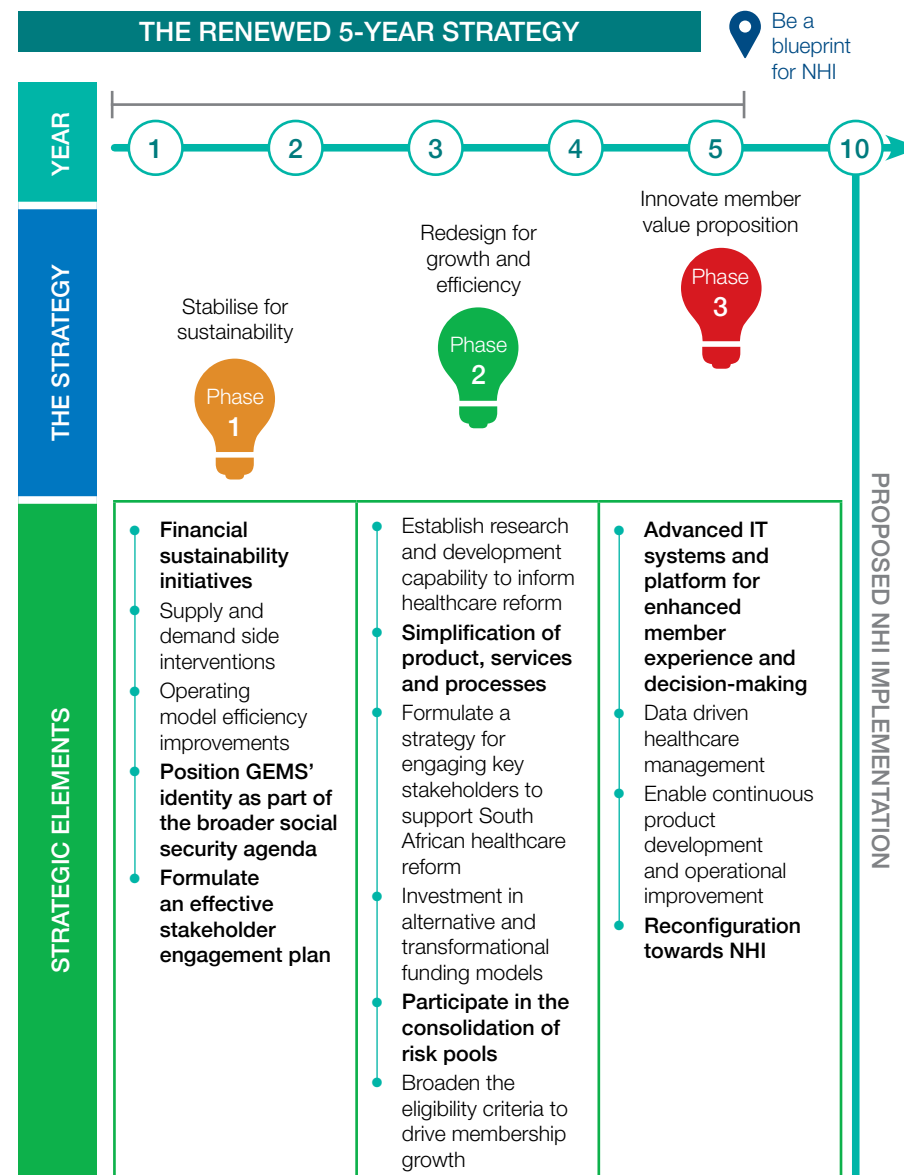 THE RENEWED 5-YEAR STRATEGY
Be a
blueprint
for NHI
YEAR
1
2
3
4
5
10
THE STRATEGY
Stabilise for
sustainability
Phase
1
Redesign for
growth and
efficiency
Phase
2
Innovate member
value proposition
Phase
3
STRATEGIC ELEMENTS
Financial
sustainability
initiatives
Supply and
demand side
interventions
Operating
model efficiency
improvements
Position GEMS'
identity as part of
the broader social
security agenda
Formulate
an effective
stakeholder
engagement plan
Establish research
and development
capability to inform
healthcare reform
Simplification of
product, services
and processes
Formulate a
strategy for
engaging key
stakeholders to
support South
African healthcare
reform
Investment in
alternative and
transformational
funding models
Participate in the
consolidation of
risk pools
Broaden the
eligibility criteria to
drive membership
growth
Advanced IT
systems and
platform for
enhanced
member
experience and
decision-making
Data driven
healthcare
management
Enable continuous
product
development
and operational
improvement
Reconfiguration
towards NHI
PROPOSED NHI IMPLEMENTATION